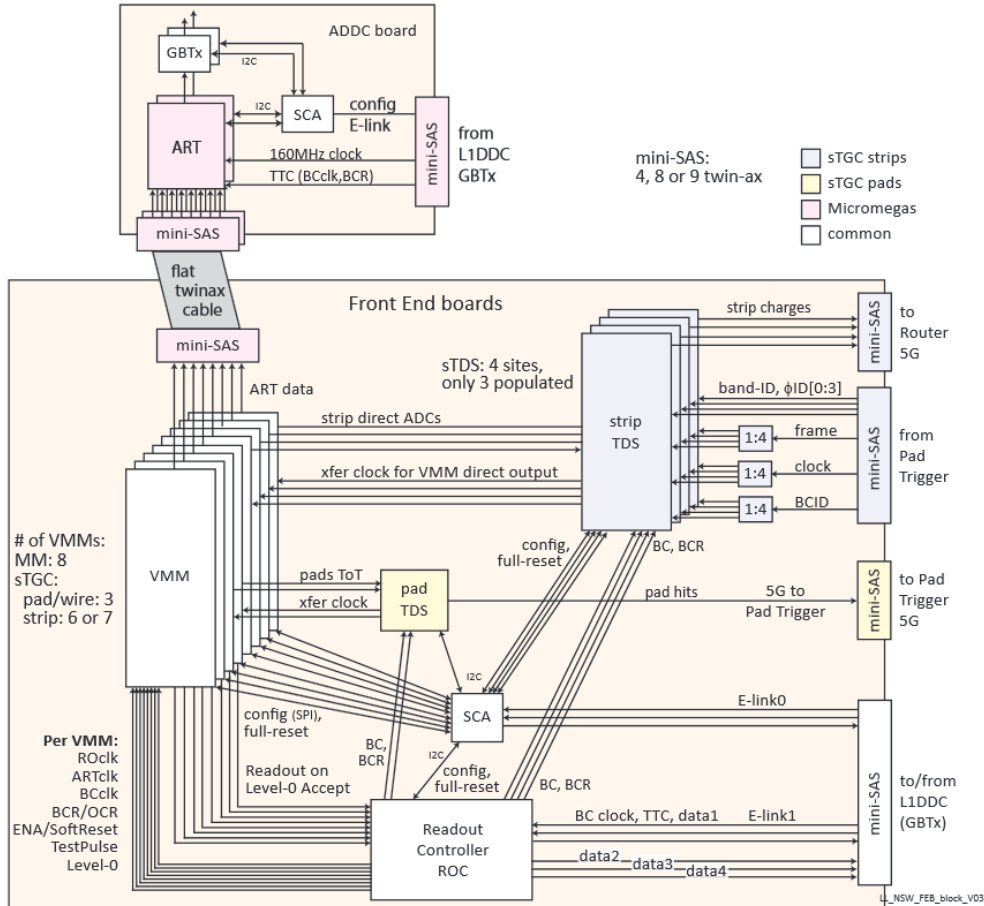 ADDC board
GBTx
I2C
I2C
SCA
config
E-link
ART
160MHz clock
TTC (BCclk,BCR)
mini-SAS
from
L1DDC
GBTx
mini-SAS
mini-SAS:
4, 8 or 9 twin-ax
sTGC strips
sTGC pads
Micromegas
common
flat
twinax
cable
Front End boards
mini-SAS
ART data
sTDS: 4 sites,
only 3 populated
strip charges
mini-SAS
to
Router
5G
strip direct ADCs
strip
TDS
band-ID, ϕID[0:3]
1:4
frame
1:4
clock
1:4
BCID
mini-SAS
from
Pad
Trigger
xfer clock for VMM direct output
# of VMMs:
MM: 8
sTGC:
pad/wire: 3
strip: 6 or 7
VMM
config,
full-reset
BC, BCR
pads ToT
xfer clock
pad
TDS
pad hits
5G to
Pad Trigger
mini-SAS
to Pad
Trigger
5G
I2C
SCA
E-link0
config (SPI),
full-reset
BC,
BCR
I2C
config,
full-reset
BC, BCR
Per VMM:
ROclk
ARTclk
BCclk
BCR/OCR
ENA/SoftReset
TestPulse
Level-0
Readout on
Level-0 Accept
Readout
Controller
ROC
BC clock, TTC, data1
E-link1
data2
data3
data4
mini-SAS
to/from
L1DDC
(GBTx)
LL_NSW_FEB_block_V03